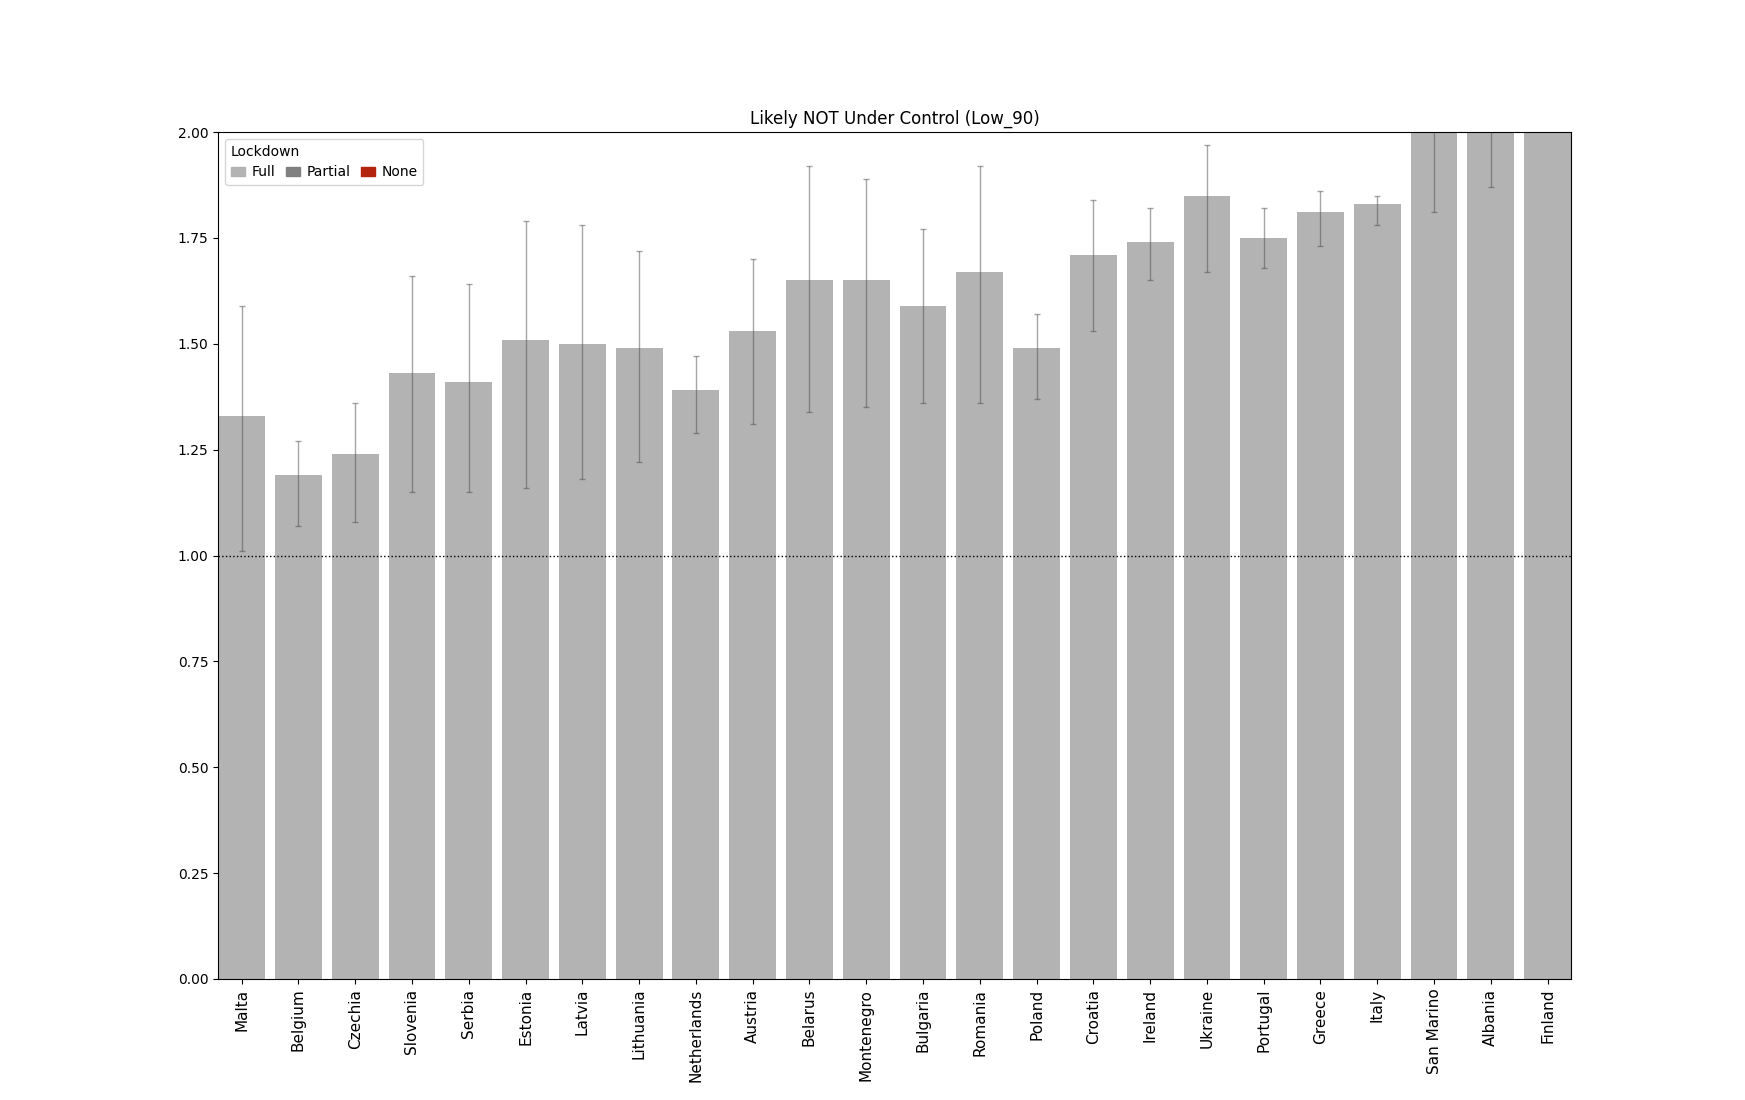 Likely NOT Under Control (Low_90)
Lockdown
Full Partial None
2.00
1.75
1.50
1.25
1.00
0.75
0.50
0.25
0.00
Malta
Belgium
Czechia
Slovenia
Serbia
Estonia
Latvia
Lithuania
Netherlands
Austria
Belarus
Montenegro
Bulgaria
Romania
Poland
Croatia
Ireland
Ukraine
Portugal
Greece
Italy
San Marino
Albania
Finland